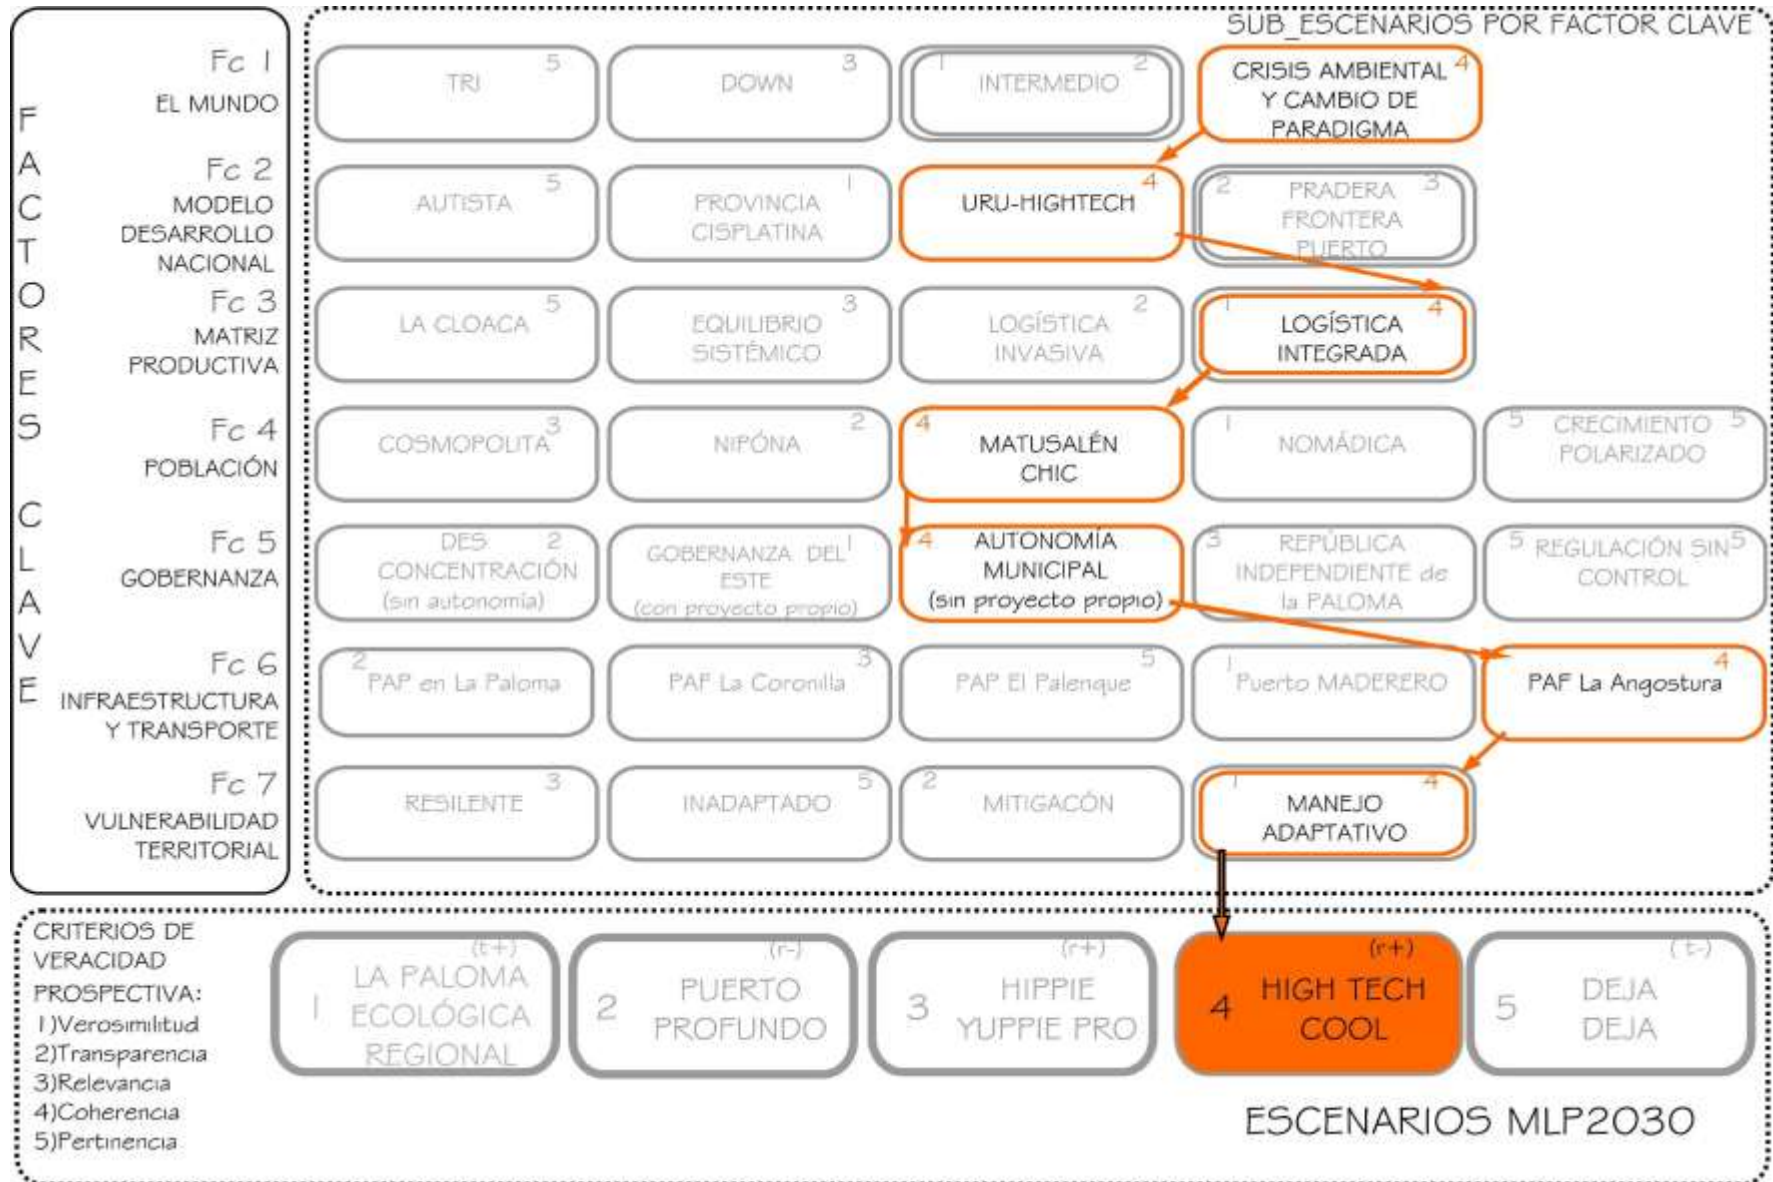 SUB_ESCENARIOS POR FACTOR CLAVE
FACTORES CLAVE
Fc 1
EL MUNDO
TRI 5
DOWN 3
1 INTERMEDIO 2
CRISIS AMBIENTAL 4
Y CAMBIO DE
PARADIGMA
Fc 2
MODELO
DESARROLLO
NACIONAL
AUTISTA 5
PROVINCIA 1
CISPLATINA
URU-HIGHTECH 4
2 PRADERA 3
FRONTERA
PUERTO
Fc 3
MATRIZ
PRODUCTIVA
LA CLOACA 5
EQUILIBRIO 3
SISTÉMICO
LOGÍSTICA 2
INVASIVA
1 LOGÍSTICA 4
INTEGRADA
Fc 4
POBLACIÓN
COSMOPOLITA 3
NIPÓNA 2
4 MATUSALÉN
CHIC
1 NOMÁDICA
5 CRECIMIENTO 5
POLARIZADO
Fc 5
GOBERNANZA
DES 2
CONCENTRACIÓN
(sin autonomía)
GOBERNANZA DEL 1
ESTE
(con proyecto propio)
4 AUTONOMÍA
MUNICIPAL
(sin proyecto propio)
3 REPÚBLICA
INDEPENDIENTE de
la PALOMA
5 REGULACIÓN SIN 5
CONTROL
Fc 6
INFRAESTRUCTURA
Y TRANSPORTE
2 PAP en La Paloma
PAP La Coronilla 3
PAP El Palenque 5
1 Puerto MADERERO
PAP La Angostura 4
Fc 7
VULNERABILIDAD
TERRITORIAL
RESILENTE 3
INADAPTADO 5
2 MITIGACÓN
1 MANEJO 4
ADAPTATIVO
CRITERIOS DE
VERACIDAD
PROSPECTIVA:
1)Verosimilitud
2)Transparencia
3)Relevancia
4)Coherencia
5)Pertinencia
(t+)
1 LA PALOMA
ECOLÓGICA
REGIONAL
(r-)
2 PUERTO
PROFUNDO
(r+)
3 HIPPIE
YUPPIE PRO
(r+)
4 HIGH TECH
COOL
(t-)
5 DEJA
DEJA
ESCENARIOS MLP2030